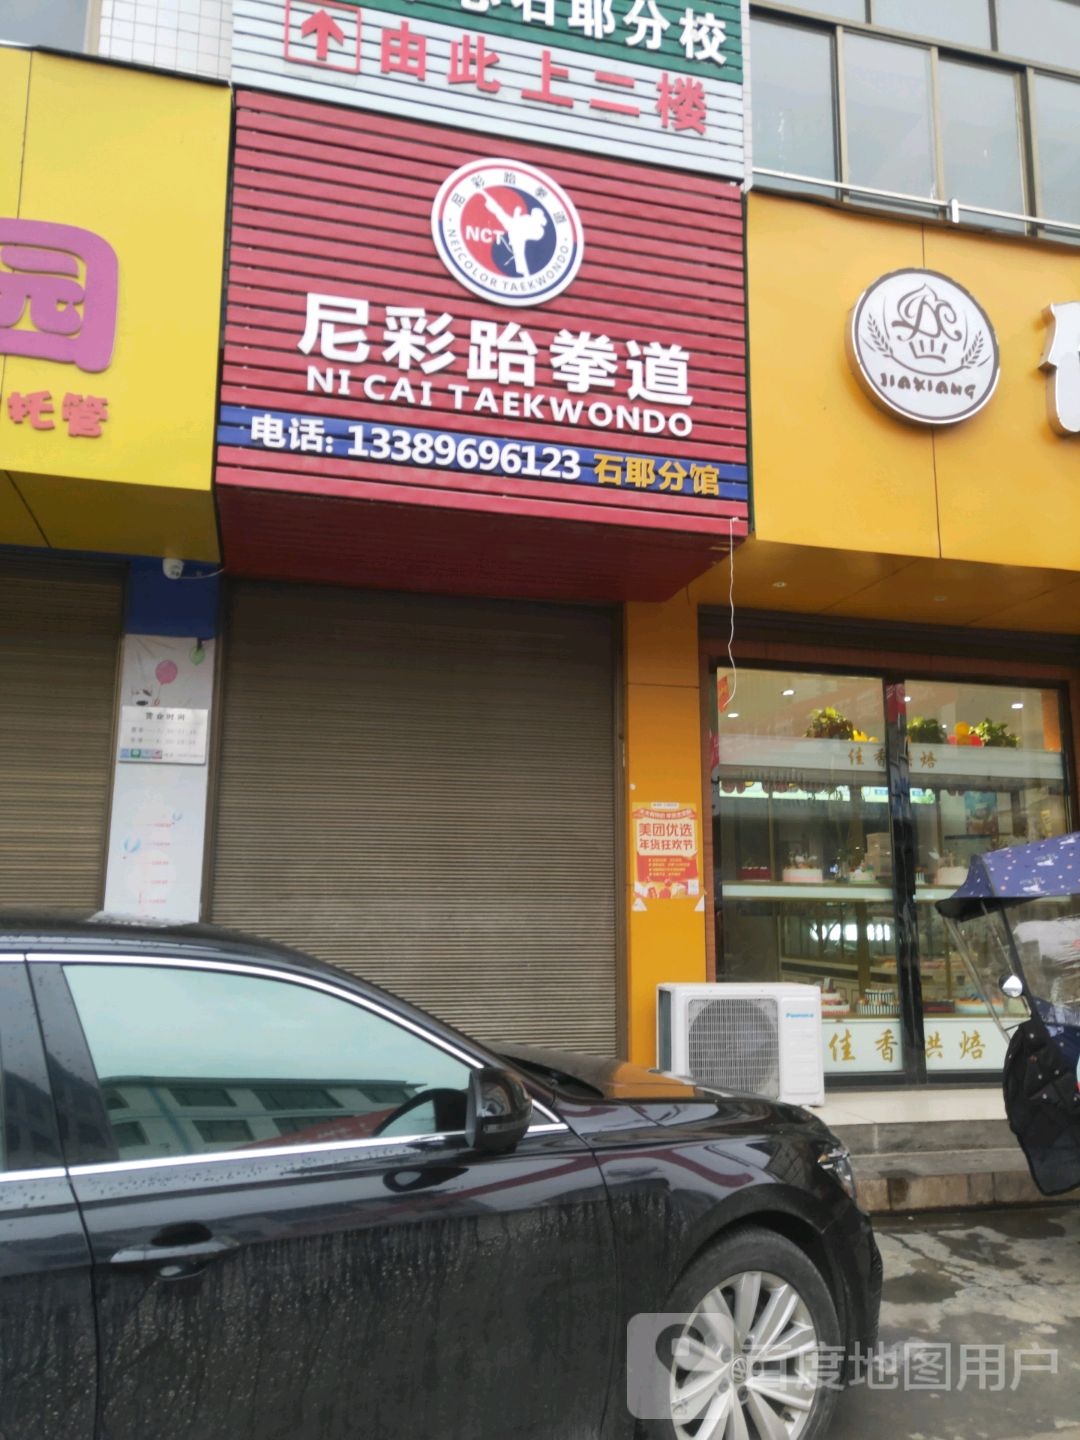 石耶分校
由此上二楼
尼彩跆拳道
NCT
NEICOLOR TAEKWONDO
尼彩跆拳道
NI CAI TAEKWONDO
电话: 13389696123 石耶分馆
园
托管
JIAXIANG
营业时间
佳香烘焙
美团优选
年货狂欢节
佳香烘焙
百度地图用户